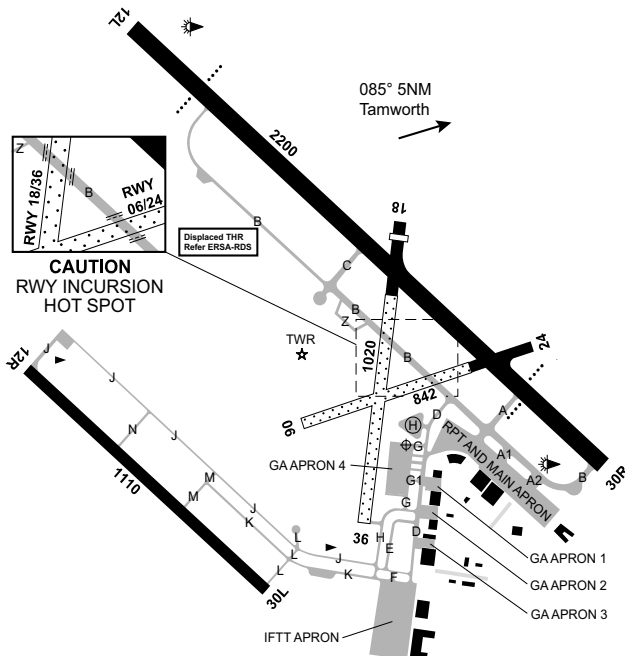 12L
085° 5NM
Tamworth
2200
Z
B
RWY 18/36
RWY
06/24
CAUTION
RWY INCURSION
HOT SPOT
Displaced THR
Refer ERSA-RDS
B
18
C
B
Z
TWR
1020
B
24
842
06
12R
J
J
N
J
M
M
K
J
1110
L
L
L
30L
J
K
D
H
G
G1
G
A
RPT AND MAIN APRON
A1
A2
B
30R
GA APRON 4
36
H
E
D
F
GA APRON 1
GA APRON 2
GA APRON 3
IFTT APRON